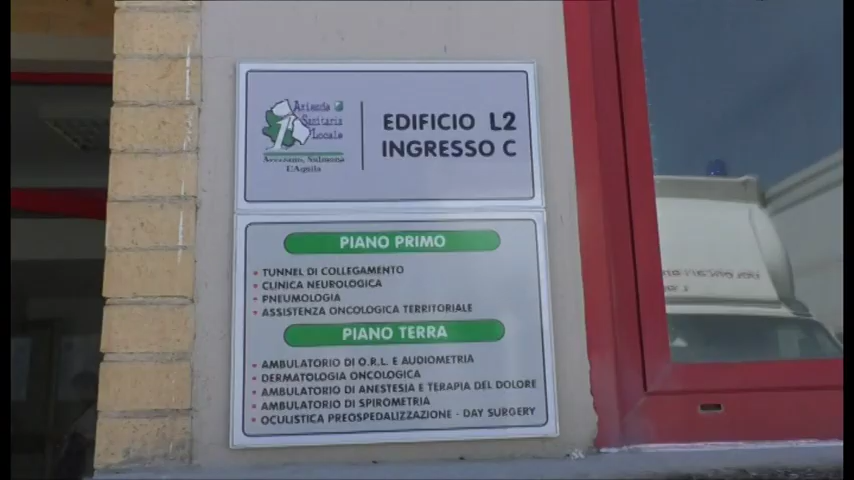 Azienda
Sanitaria
Locale
1
Avezzano, Sulmona
L'Aquila
EDIFICIO L2
INGRESSO C
PIANO PRIMO
• TUNNEL DI COLLEGAMENTO
• CLINICA NEUROLOGICA
• PNEUMOLOGIA
• ASSISTENZA ONCOLOGICA TERRITORIALE
PIANO TERRA
• AMBULATORIO DI O.R.L. E AUDIOMETRIA
• DERMATOLOGIA ONCOLOGICA
• AMBULATORIO DI ANESTESIA E TERAPIA DEL DOLORE
• AMBULATORIO DI SPIROMETRIA
• OCULISTICA PREOSPEDALIZZAZIONE - DAY SURGERY